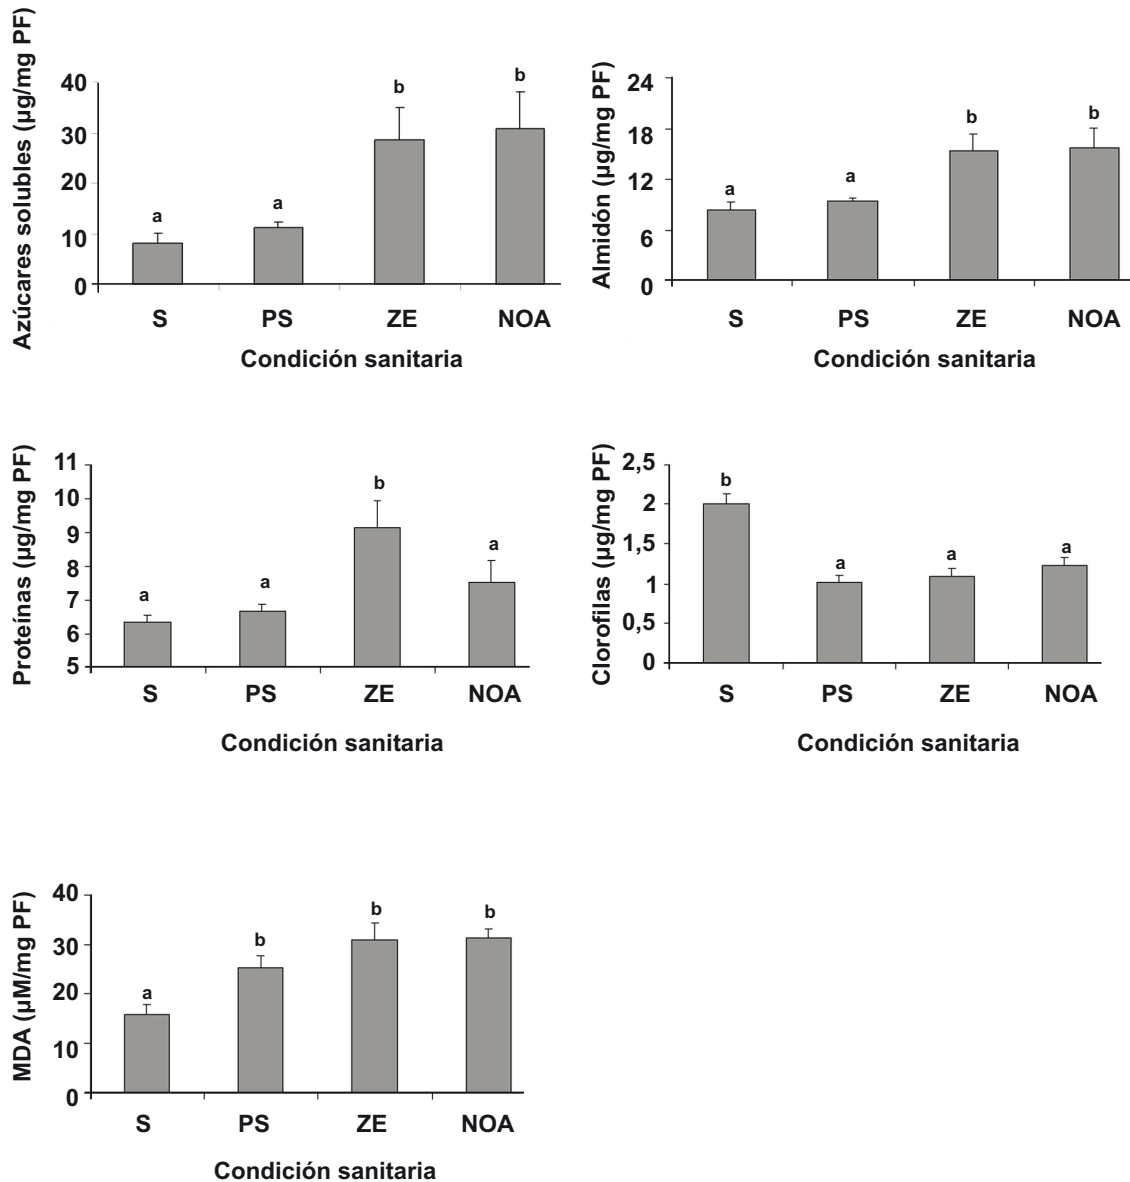 Azúcares solubles (µg/mg PF)
40
30
20
10
0
a
a
b
b
S PS ZE NOA
Condición sanitaria
Almidón (µg/mg PF)
24
18
12
6
0
a
a
b
b
S PS ZE NOA
Condición sanitaria
Proteínas (µg/mg PF)
11
10
9
8
7
6
5
a
a
b
a
S PS ZE NOA
Condición sanitaria
Clorofilas (µg/mg PF)
2,5
2
1,5
1
0,5
0
b
a
a
a
S PS ZE NOA
Condición sanitaria
MDA (µM/mg PF)
40
30
20
10
0
a
b
b
b
S PS ZE NOA
Condición sanitaria